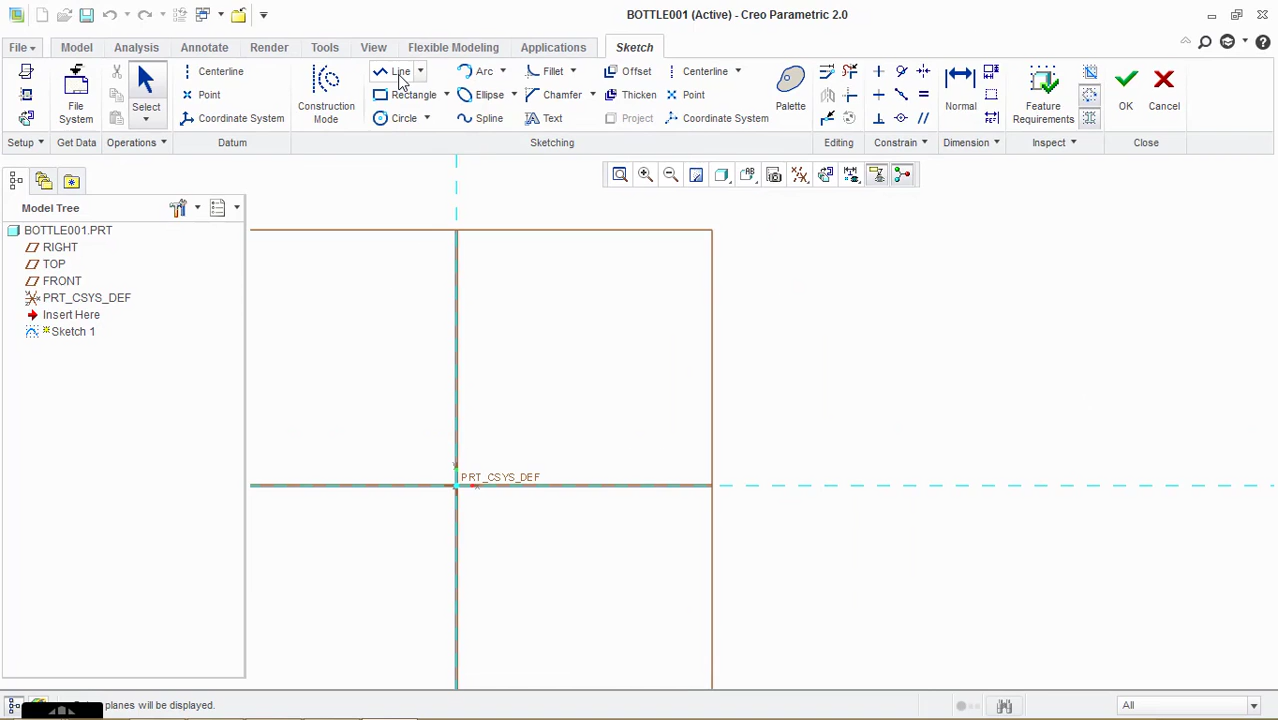 BOTTLE001 (Active) - Creo Parametric 2.0
File Model Analysis Annotate Render Tools View Flexible Modeling Applications Sketch
Centerline Line Arc Fillet Offset Centerline
File System Select Point Construction Mode Rectangle Ellipse Chamfer Thicken Point Palette Normal Feature Requirements OK Cancel
Coordinate System Circle Spline Text Project Coordinate System
Setup Get Data Operations Datum Sketching Editing Constrain Dimension Inspect Close
Model Tree
BOTTLE001.PRT
RIGHT
TOP
FRONT
PRT_CSYS_DEF
Insert Here
Sketch 1
PRT_CSYS_DEF
planes will be displayed.
All